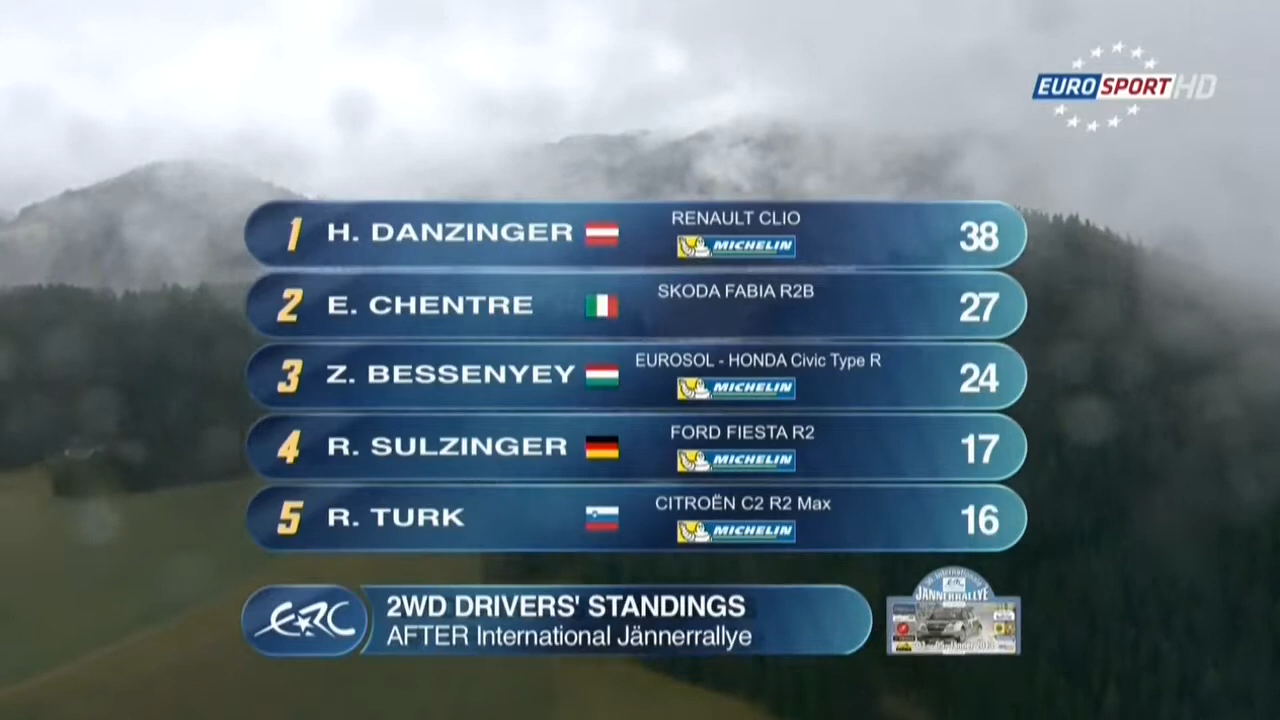 EUROSPORT HD
1 H. DANZINGER RENAULT CLIO 38
MICHELIN
2 E. CHENTRE SKODA FABIA R2B 27
3 Z. BESSENYEY EUROSOL - HONDA Civic Type R 24
MICHELIN
4 R. SULZINGER FORD FIESTA R2 17
MICHELIN
5 R. TURK CITROËN C2 R2 Max 16
MICHELIN
ERC
2WD DRIVERS' STANDINGS
AFTER International Jännerrallye
JÄNNERRALLYE